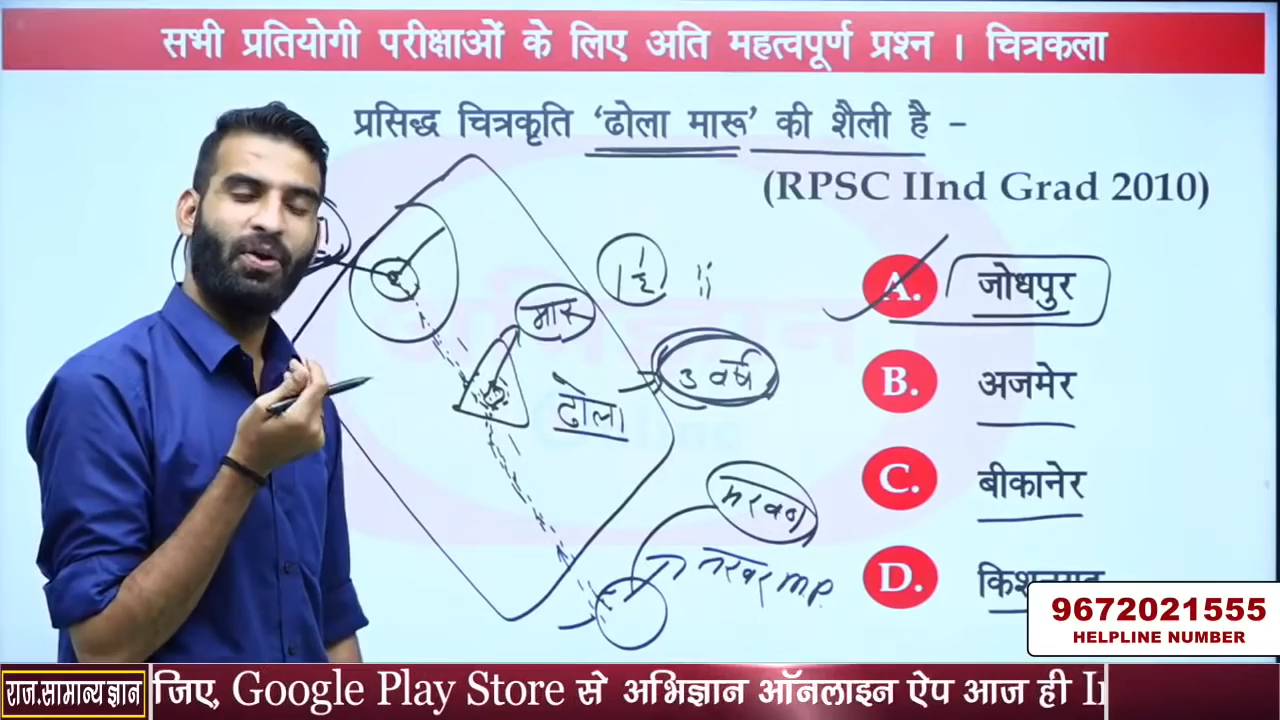 सभी प्रतियोगी परीक्षाओं के लिए अति महत्वपूर्ण प्रश्न । चित्रकला
प्रसिद्ध चित्रकृति ‘ढोला मारू’ की शैली है –
(RPSC IInd Grad 2010)
A. जोधपुर
B. अजमेर
C. बीकानेर
D.
मारू
3 वर्ष
ढोला
नरवर M.P.
9672021555
HELPLINE NUMBER
राज.सामान्य ज्ञान
जिए, Google Play Store से अभिज्ञान ऑनलाइन ऐप आज ही